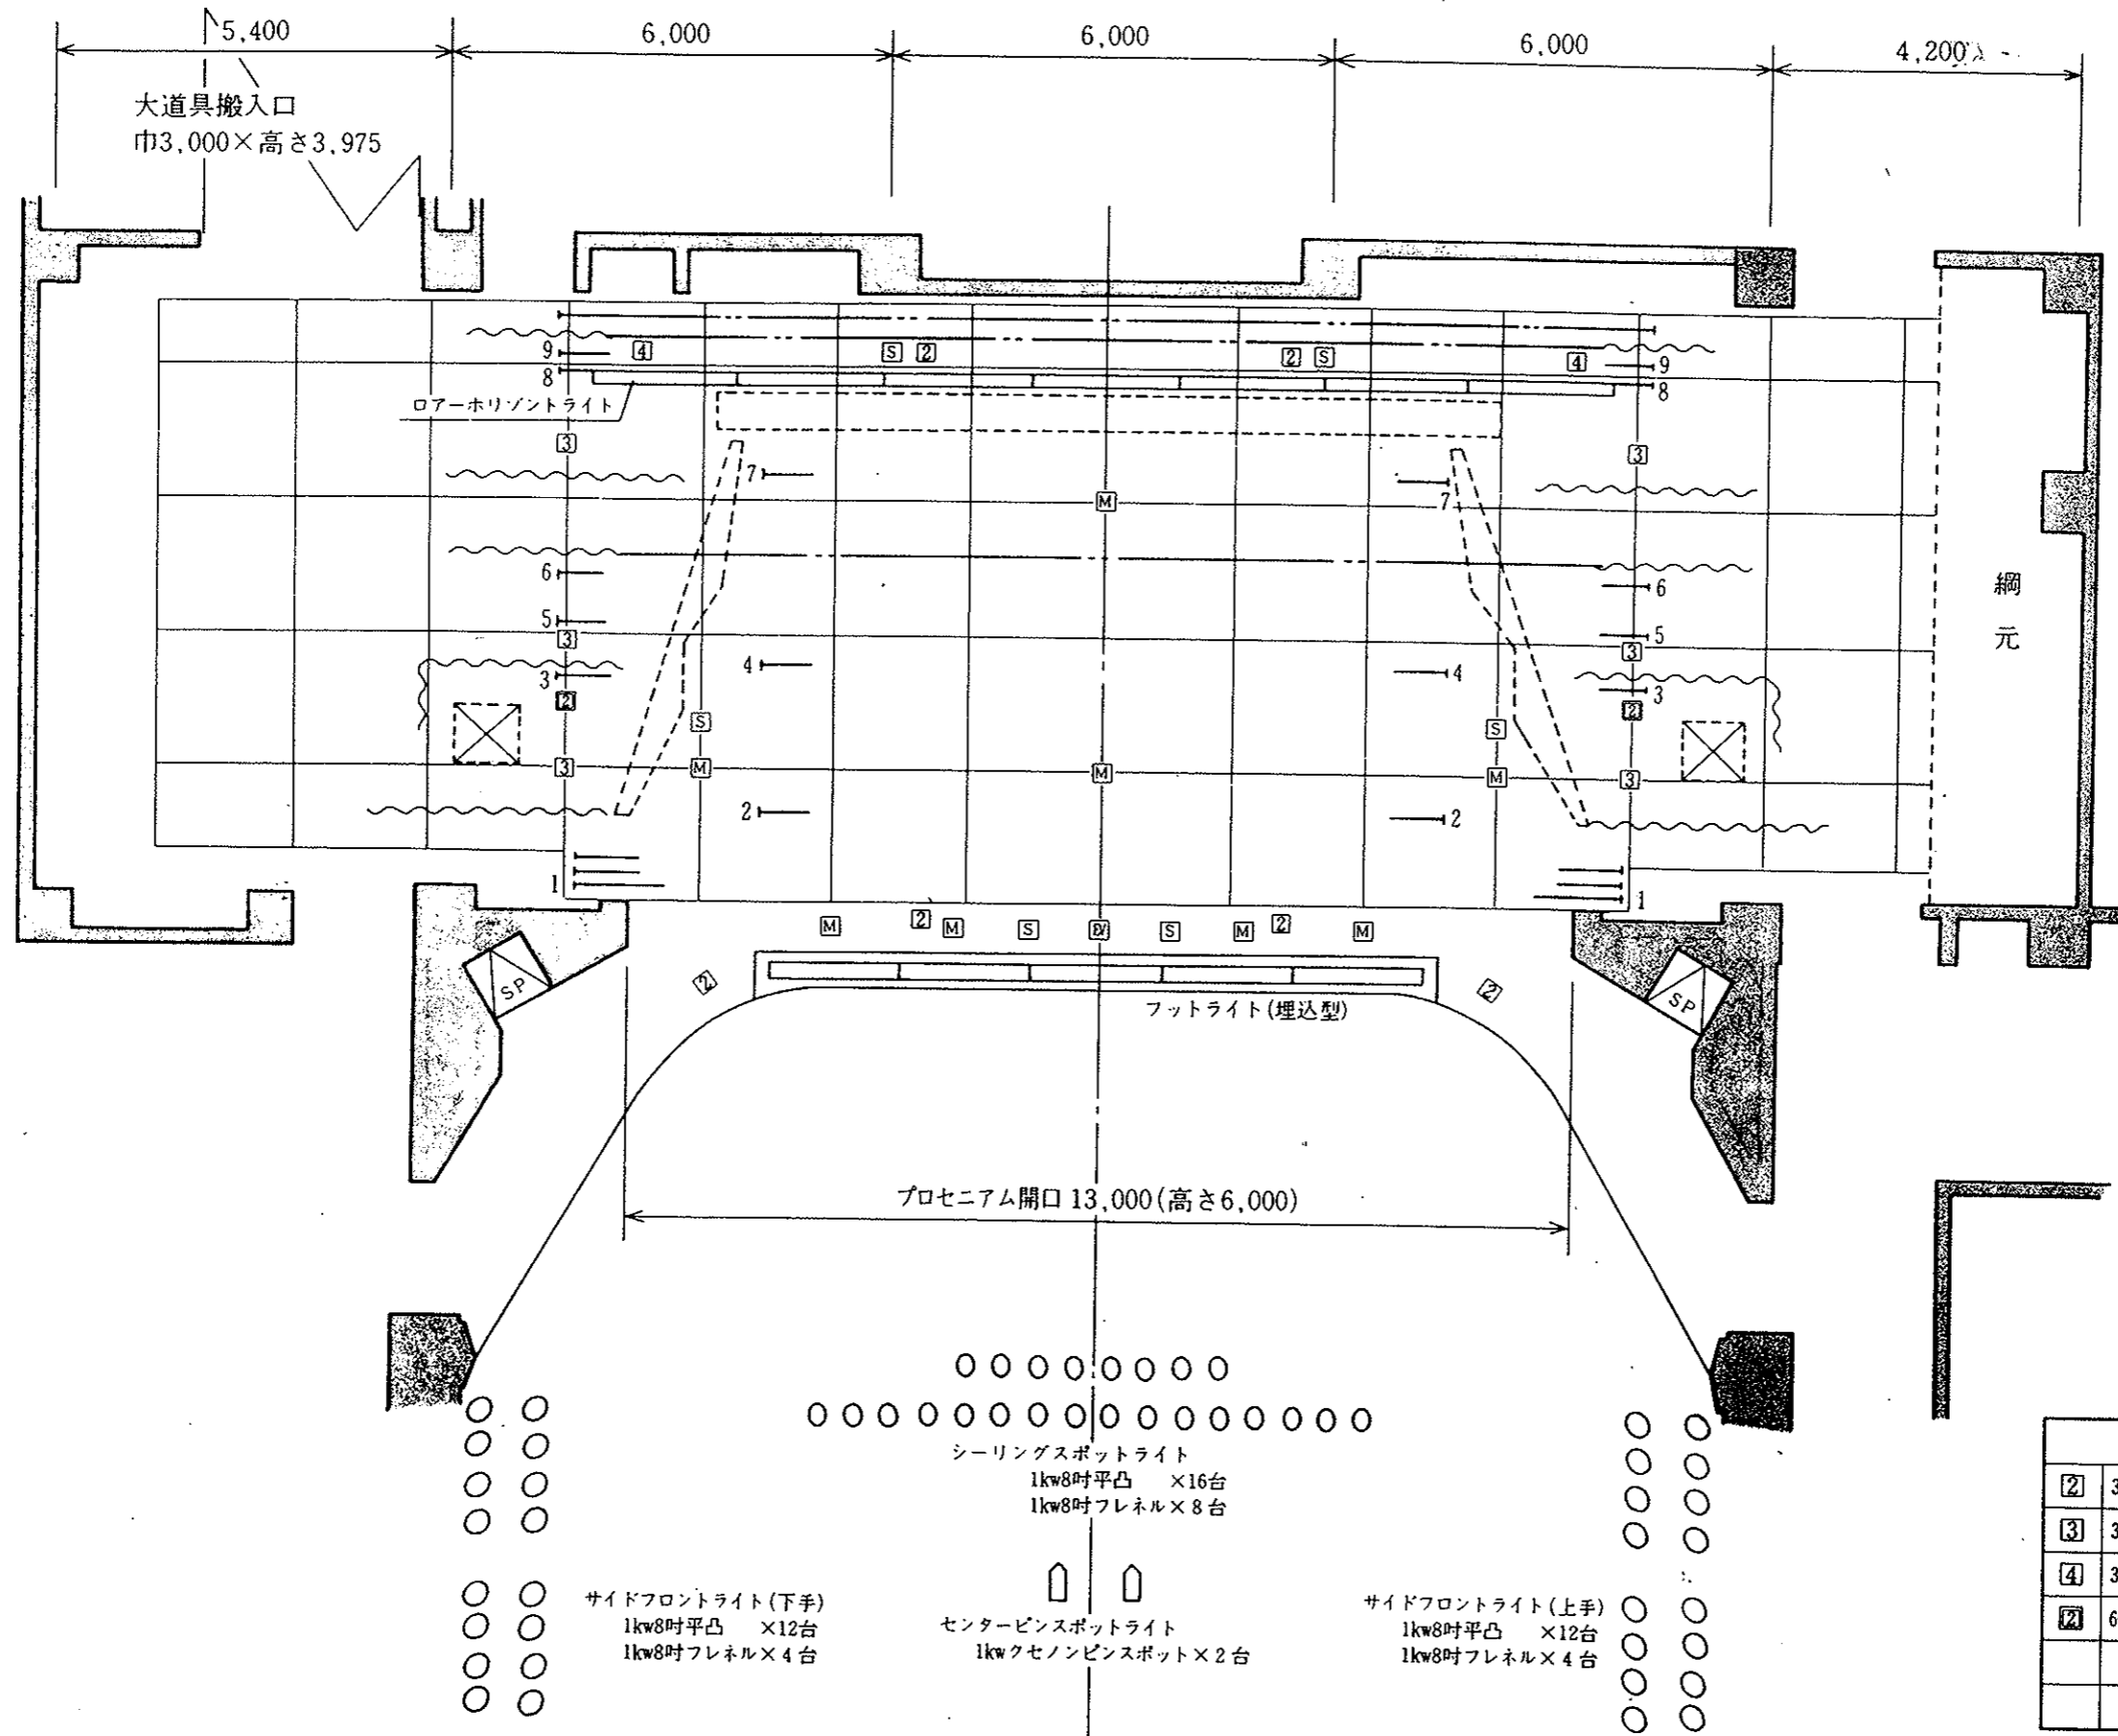 5,400
6,000
6,000
6,000
4,200
大道具搬入口
巾3,000×高さ3,975
9 4 S 2 2 S 4 9
8 8
ロアーホリゾントライト
3 3
7 7
M
6 6
綱元
5 5
3 3
4 4
3 3
2 2
S S
3 M M M 3
2 2
1 1
M 2 M S S M 2 M
2 2
SP SP
フットライト(埋込型)
プロセニアム開口 13,000(高さ6,000)
シーリングスポットライト
1kw8吋平凸 ×16台
1kw8吋フレネル×8台
サイドフロントライト(下手)
1kw8吋平凸 ×12台
1kw8吋フレネル×4台
センターピンスポットライト
1kwクセノンピンスポット×2台
サイドフロントライト(上手)
1kw8吋平凸 ×12台
1kw8吋フレネル×4台
2 3
3 3
4 3
2 6